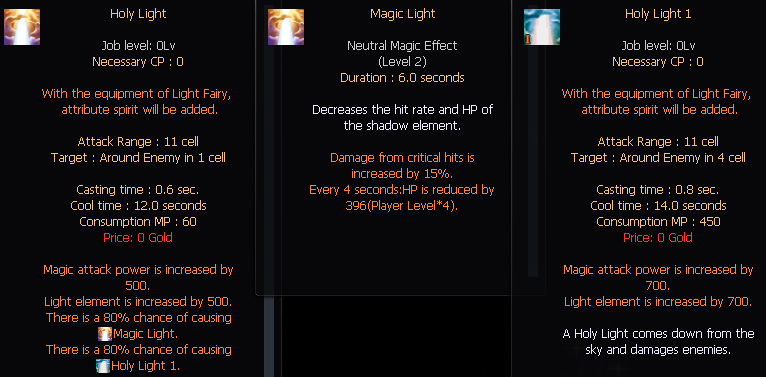 Holy Light
Job level: 0Lv
Necessary CP : 0
With the equipment of Light Fairy,
attribute spirit will be added.
Attack Range : 11 cell
Target : Around Enemy in 1 cell
Casting time : 0.6 sec.
Cool time : 12.0 seconds
Consumption MP : 60
Price: 0 Gold
Magic attack power is increased by
500.
Light element is increased by 500.
There is a 80% chance of causing
Magic Light.
There is a 80% chance of causing
Holy Light 1.
Magic Light
Neutral Magic Effect
(Level 2)
Duration : 6.0 seconds
Decreases the hit rate and HP of
the shadow element.
Damage from critical hits is
increased by 15%.
Every 4 seconds:HP is reduced by
396(Player Level*4).
Holy Light 1
Job level: 0Lv
Necessary CP : 0
With the equipment of Light Fairy,
attribute spirit will be added.
Attack Range : 11 cell
Target : Around Enemy in 4 cell
Casting time : 0.8 sec.
Cool time : 14.0 seconds
Consumption MP : 450
Price: 0 Gold
Magic attack power is increased by
700.
Light element is increased by 700.
A Holy Light comes down from the
sky and damages enemies.